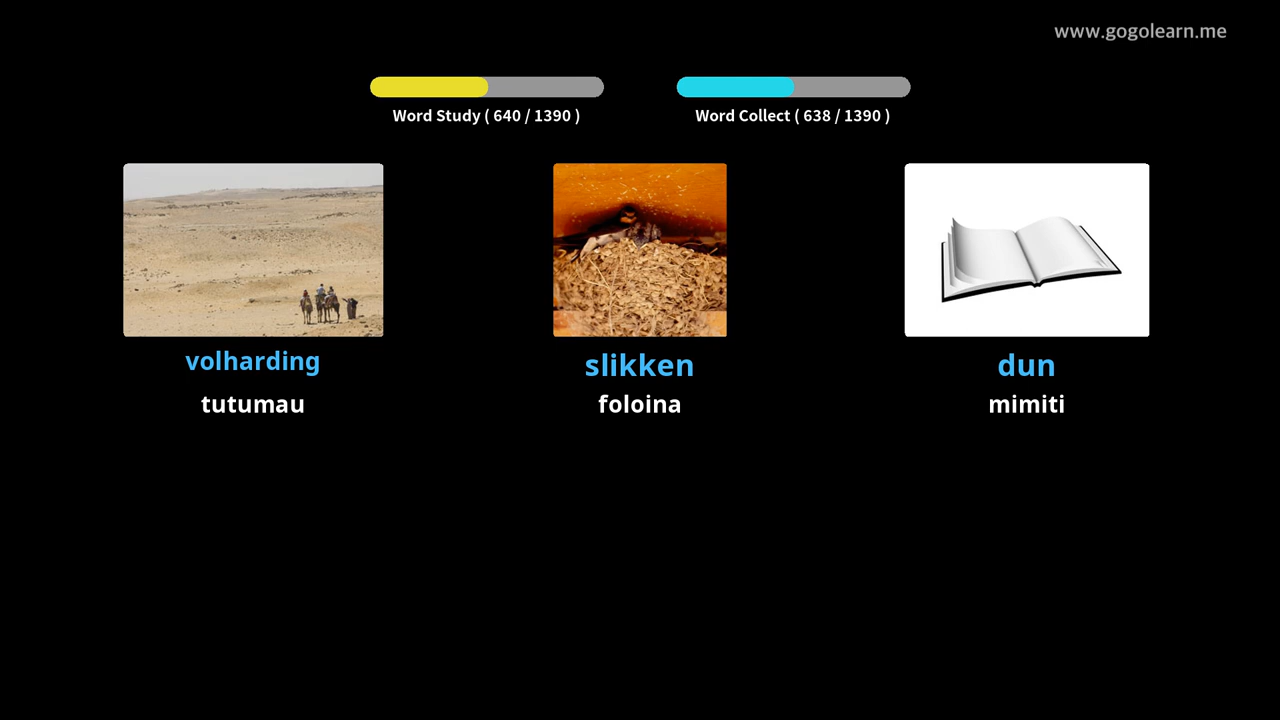 www.gogolearn.me
Word Study ( 640 / 1390 )
Word Collect ( 638 / 1390 )
volharding
slikken
dun
tutumau
foloina
mimiti